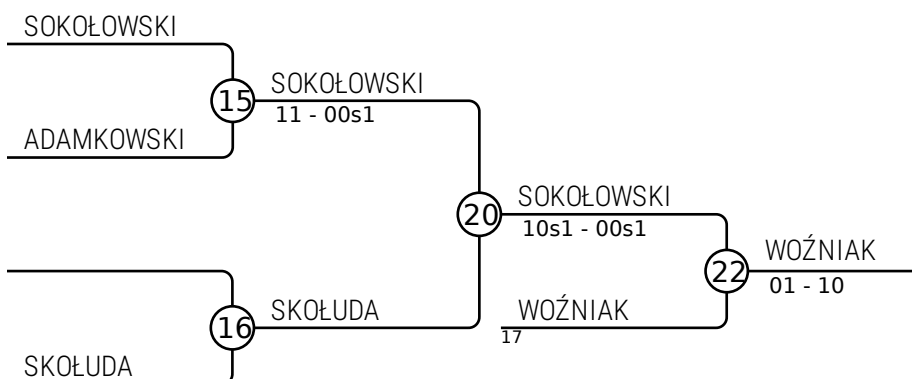 SOKOŁOWSKI
15
SOKOŁOWSKI
11 - 00s1
ADAMKOWSKI
20
SOKOŁOWSKI
10s1 - 00s1
22
WOŹNIAK
01 - 10
16
SKOŁUDA
WOŹNIAK
17
SKOŁUDA